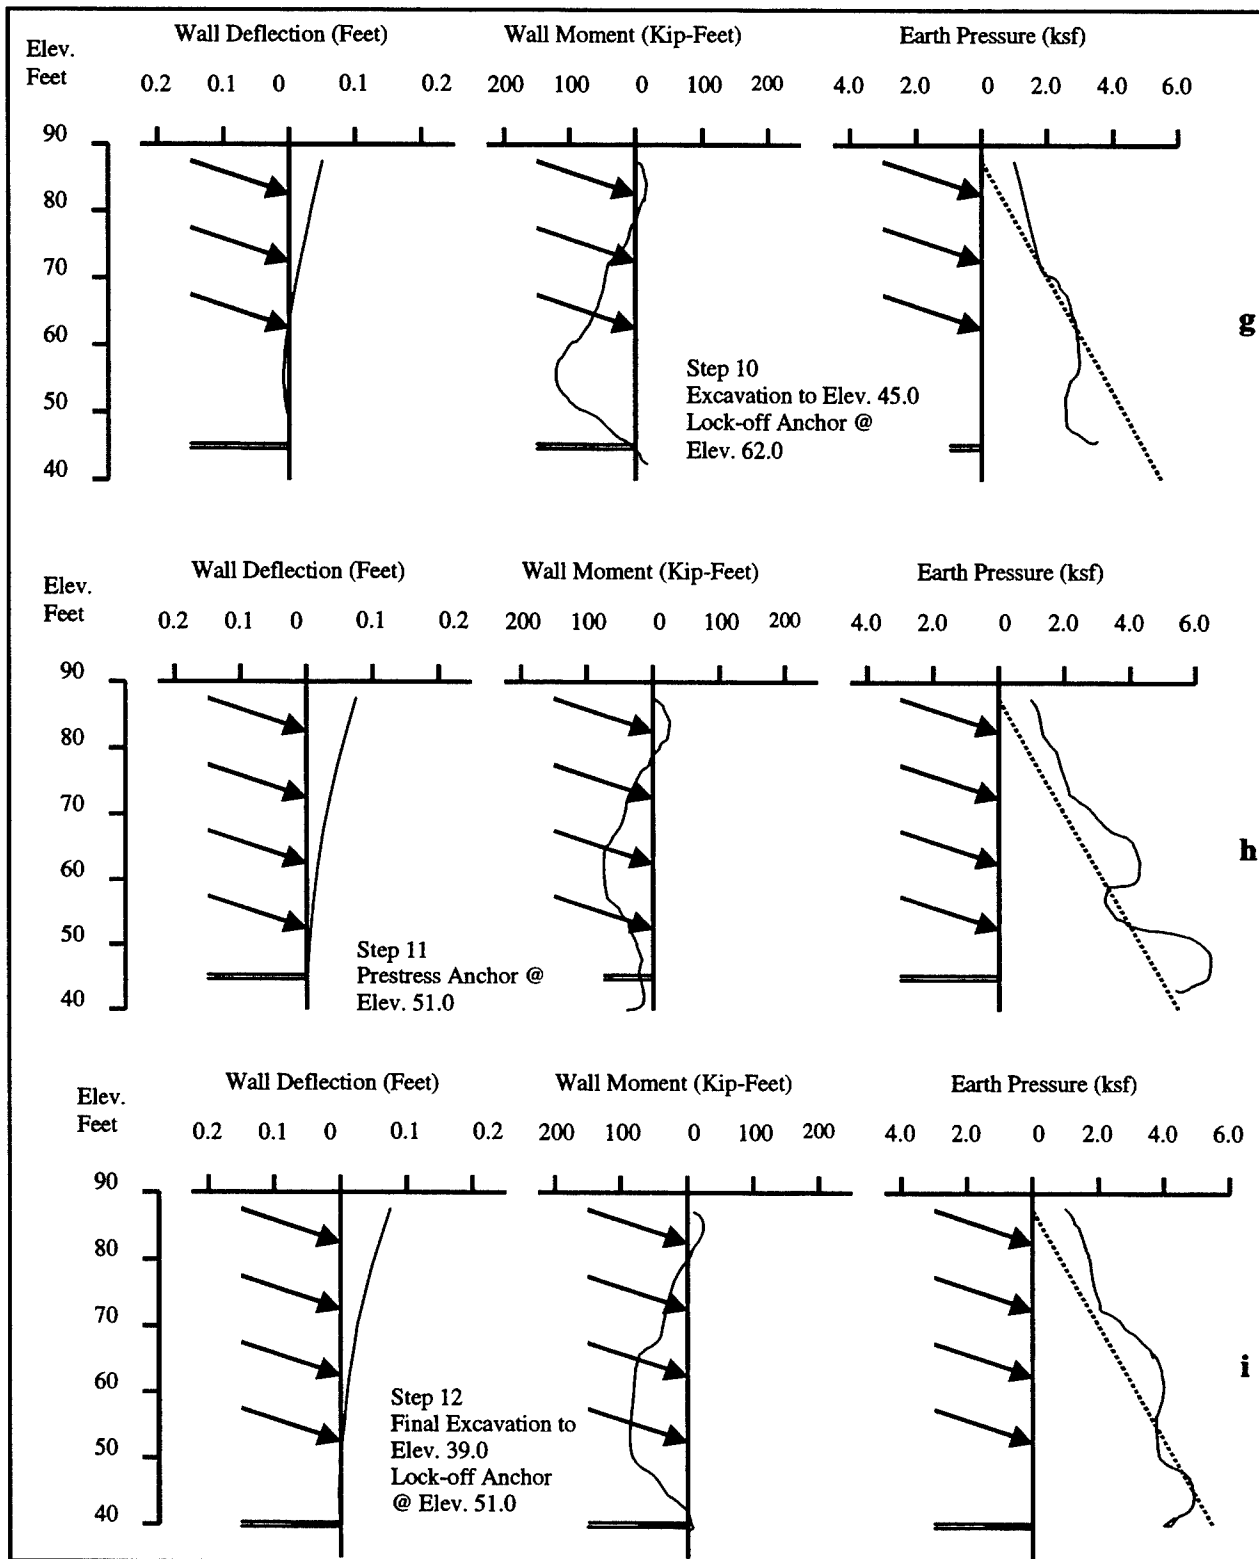 Wall Deflection (Feet) Wall Moment (Kip-Feet) Earth Pressure (ksf)
Elev.
Feet
0.2 0.1 0 0.1 0.2 200 100 0 100 200 4.0 2.0 0 2.0 4.0 6.0
90
80
70
60
50
40
Step 10
Excavation to Elev. 45.0
Lock-off Anchor @
Elev. 62.0
g
Wall Deflection (Feet) Wall Moment (Kip-Feet) Earth Pressure (ksf)
Elev.
Feet
0.2 0.1 0 0.1 0.2 200 100 0 100 200 4.0 2.0 0 2.0 4.0 6.0
90
80
70
60
50
40
Step 11
Prestress Anchor @
Elev. 51.0
h
Wall Deflection (Feet) Wall Moment (Kip-Feet) Earth Pressure (ksf)
Elev.
Feet
0.2 0.1 0 0.1 0.2 200 100 0 100 200 4.0 2.0 0 2.0 4.0 6.0
90
80
70
60
50
40
Step 12
Final Excavation to
Elev. 39.0
Lock-off Anchor
@ Elev. 51.0
i